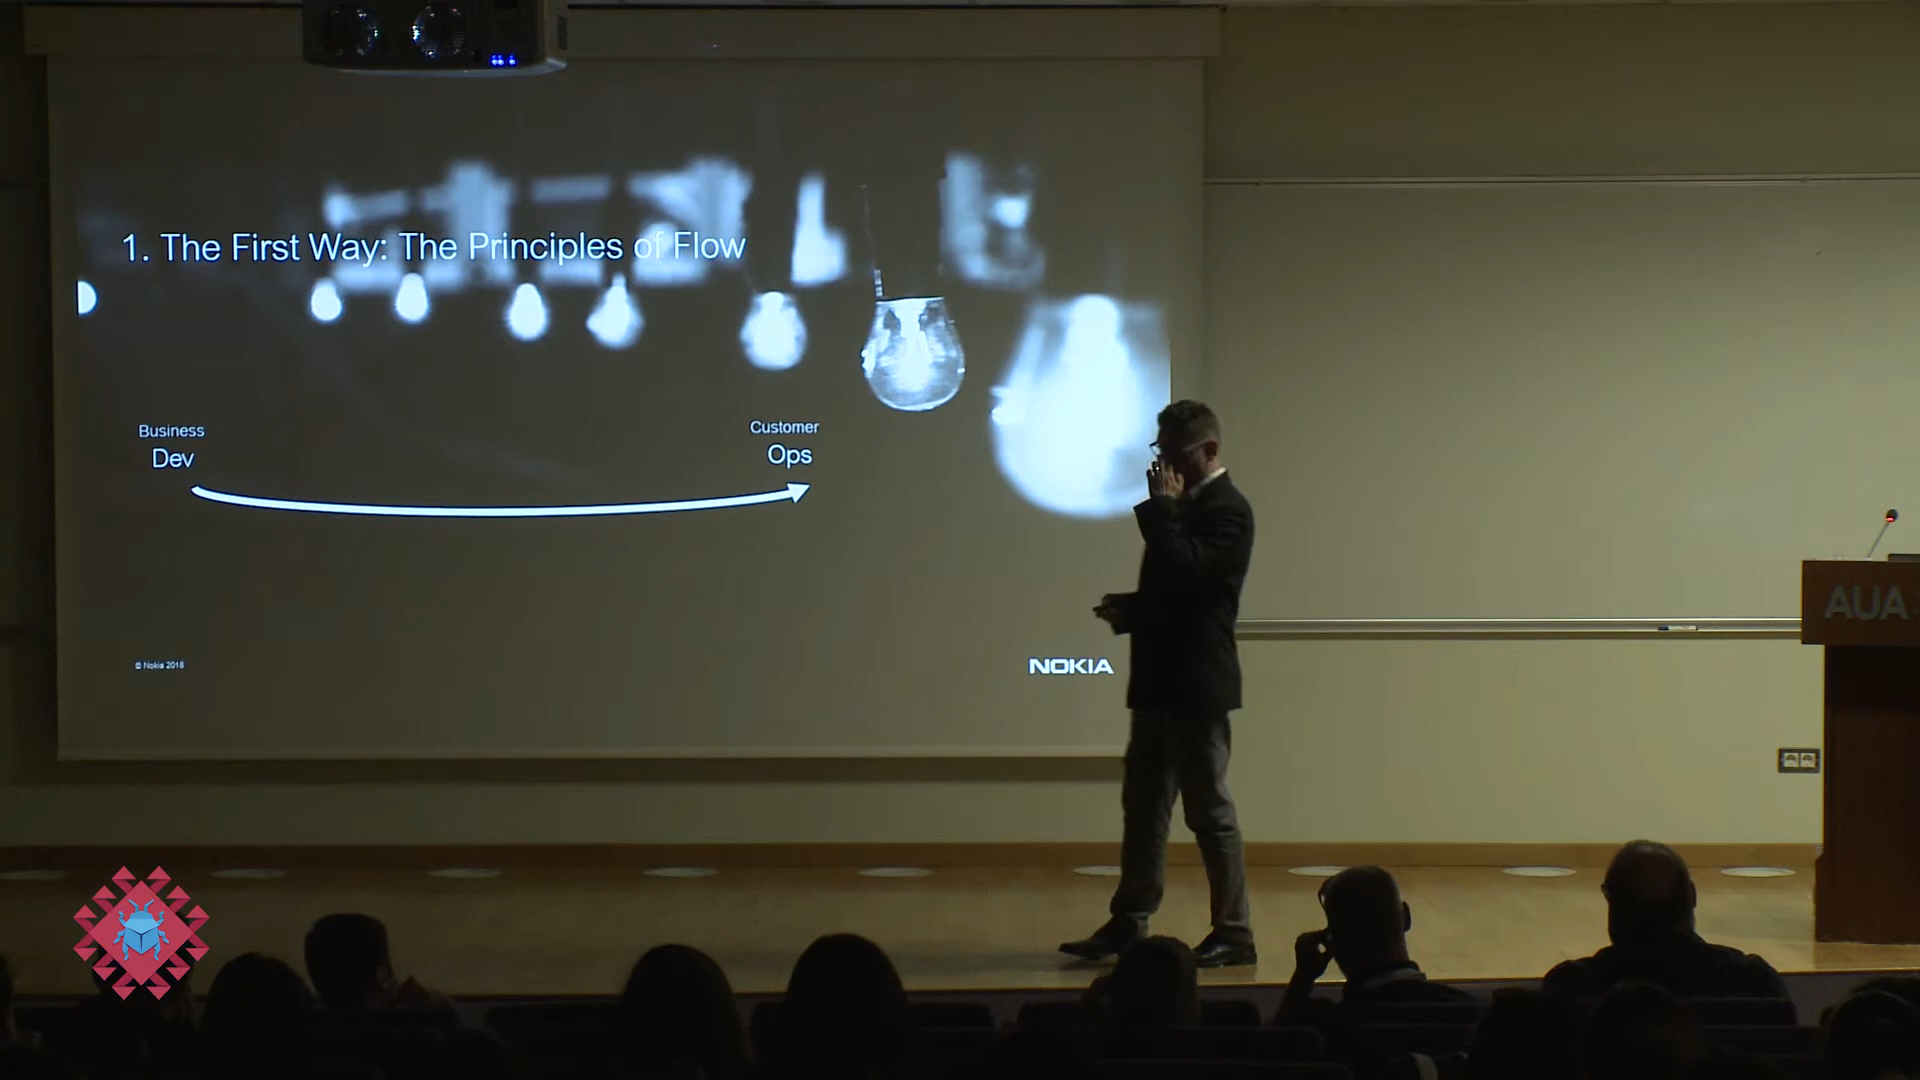 1. The First Way: The Principles of Flow
Business
Dev
Customer
Ops
© Nokia 2018
NOKIA
AUA